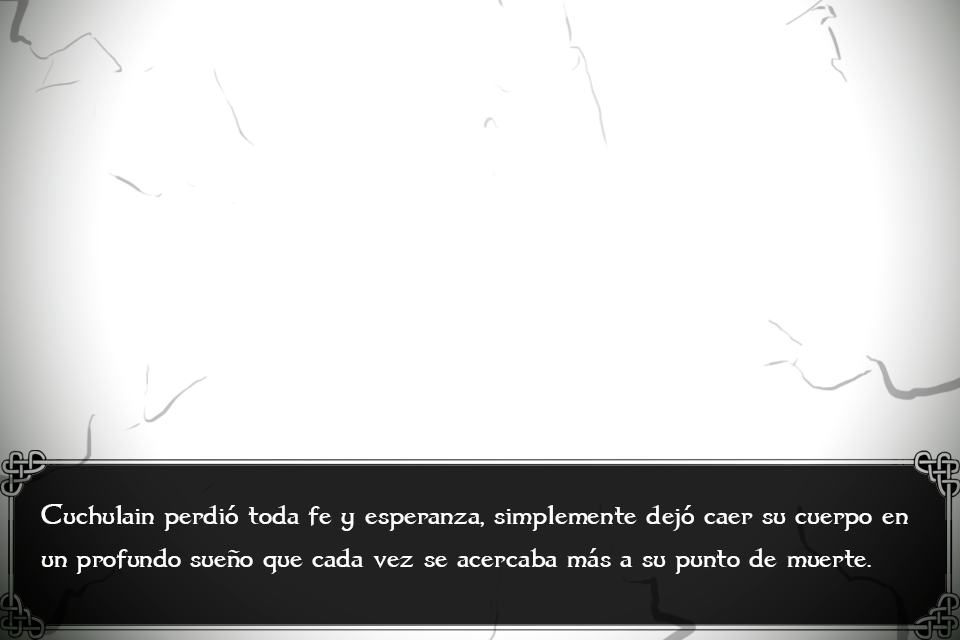 Cuchulain perdió toda fe y esperanza, simplemente dejó caer su cuerpo en
un profundo sueño que cada vez se acercaba más a su punto de muerte.